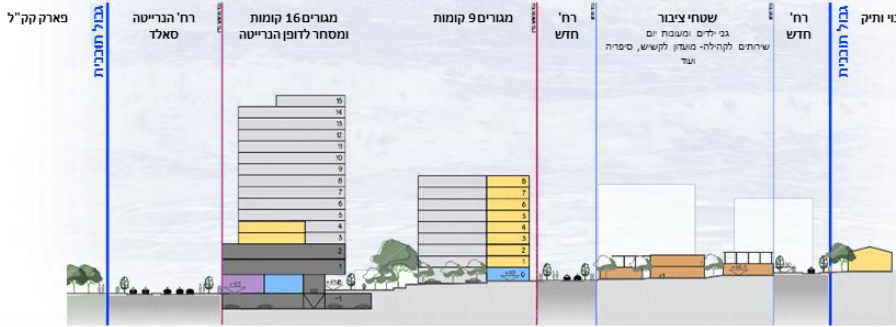 פארק קק"ל
גבול תוכנית
רח' הנרייטה
סאלד
מגורים 16 קומות
ומסחר לדופן הנרייטה
מגורים 9 קומות
רח'
חדש
שטחי ציבור
גני ילדים ומעונות יום
שירותים לקהילה- מועדון לקשיש, סיפריה
ועוד
רח'
חדש
גבול תוכנית
ותיק
15
14
13
12
11
10
9
8
7
6
5
4
3
2
1
-1
8
7
6
5
4
3
2
1
0